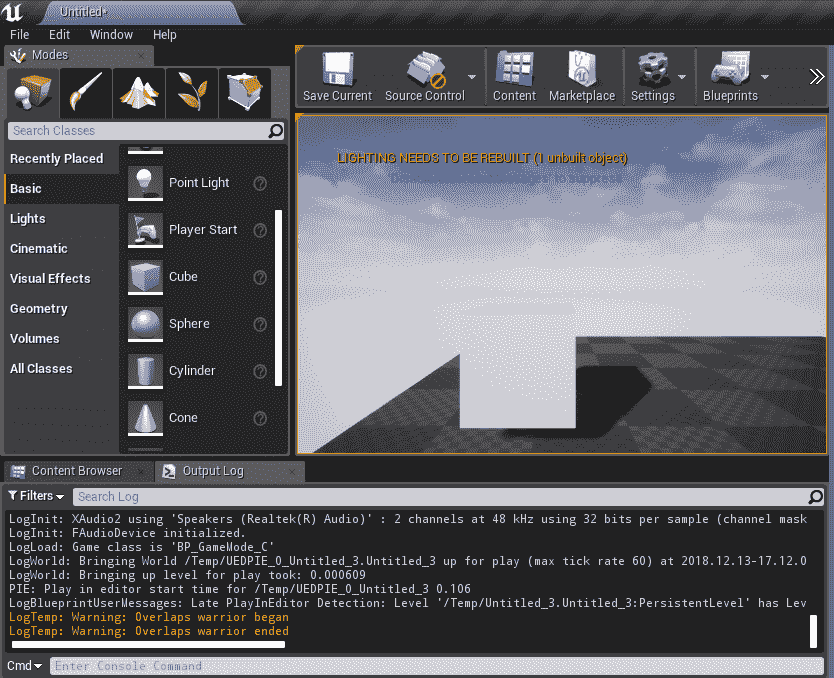 Untitled*
File Edit Window Help
Modes
Save Current Source Control Content Marketplace Settings Blueprints
Search Classes
Recently Placed
Basic
Lights
Cinematic
Visual Effects
Geometry
Volumes
All Classes
Point Light
Player Start
Cube
Sphere
Cylinder
Cone
LIGHTING NEEDS TO BE REBUILT (1 unbuilt object)
Content Browser Output Log
Filters Search Log
LogInit: XAudio2 using 'Speakers (Realtek(R) Audio)' : 2 channels at 48 kHz using 32 bits per sample (channel mask
LogInit: FAudioDevice initialized.
LogLoad: Game class is 'BP_GameMode_C'
LogWorld: Bringing World /Temp/UEDPIE_0_Untitled_3.Untitled_3 up for play (max tick rate 60) at 2018.12.13-17.12.0
LogWorld: Bringing up level for play took: 0.000609
PIE: Play in editor start time for /Temp/UEDPIE_0_Untitled_3 0.106
LogBlueprintUserMessages: Late PlayInEditor Detection: Level '/Temp/Untitled_3.Untitled_3:PersistentLevel' has Lev
LogTemp: Warning: Overlaps warrior began
LogTemp: Warning: Overlaps warrior ended
Cmd Enter Console Command